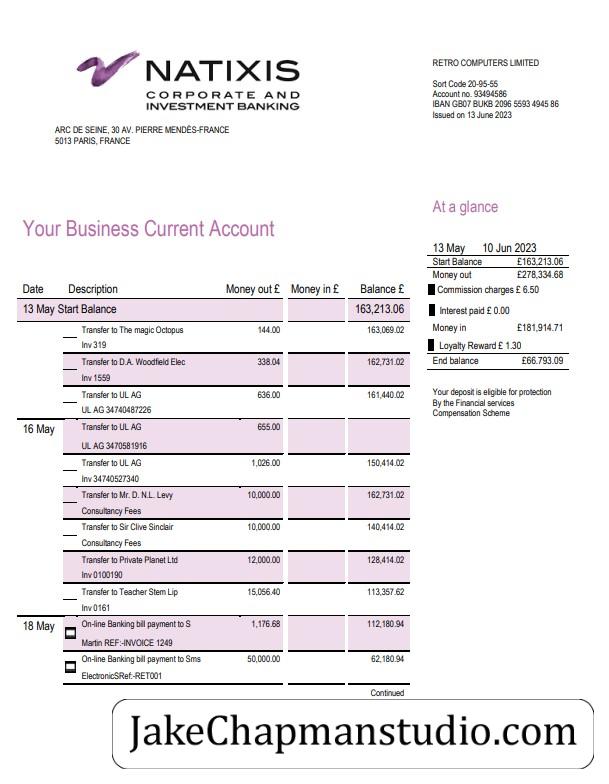 NATIXIS
CORPORATE AND
INVESTMENT BANKING
ARC DE SEINE, 30 AV. PIERRE MENDÈS-FRANCE
5013 PARIS, FRANCE
RETRO COMPUTERS LIMITED
Sort Code 20-95-55
Account no. 93494586
IBAN GB07 BUKB 2096 5593 4945 86
Issued on 13 June 2023
At a glance
13 May 10 Jun 2023
Start Balance £163,213.06
Money out £278,334.68
Commission charges £ 6.50
Interest paid £ 0.00
Money in £181,914.71
Loyalty Reward £ 1.30
End balance £66.793.09
Your deposit is eligible for protection
By the Financial services
Compensation Scheme
Your Business Current Account
Date Description Money out £ Money in £ Balance £
13 May Start Balance 163,213.06
Transfer to The magic Octopus 144.00 163,069.02
Inv 319
Transfer to D.A. Woodfield Elec 338.04 162,731.02
Inv 1559
Transfer to UL AG 636.00 161,440.02
UL AG 34740487226
16 May Transfer to UL AG 655.00
UL AG 3470581916
Transfer to UL AG 1,026.00 150,414.02
Inv 34740527340
Transfer to Mr. D. N.L. Levy 10,000.00 162,731.02
Consultancy Fees
Transfer to Sir Clive Sinclair 10,000.00 140,414.02
Consultancy Fees
Transfer to Private Planet Ltd 12,000.00 128,414.02
Inv 0100190
Transfer to Teacher Stem Lip 15,056.40 113,357.62
Inv 0161
18 May On-line Banking bill payment to S 1,176.68 112,180.94
Martin REF:-INVOICE 1249
On-line Banking bill payment to Sms 50,000.00 62,180.94
ElectronicSRef:-RET001
Continued
JakeChapmanstudio.com